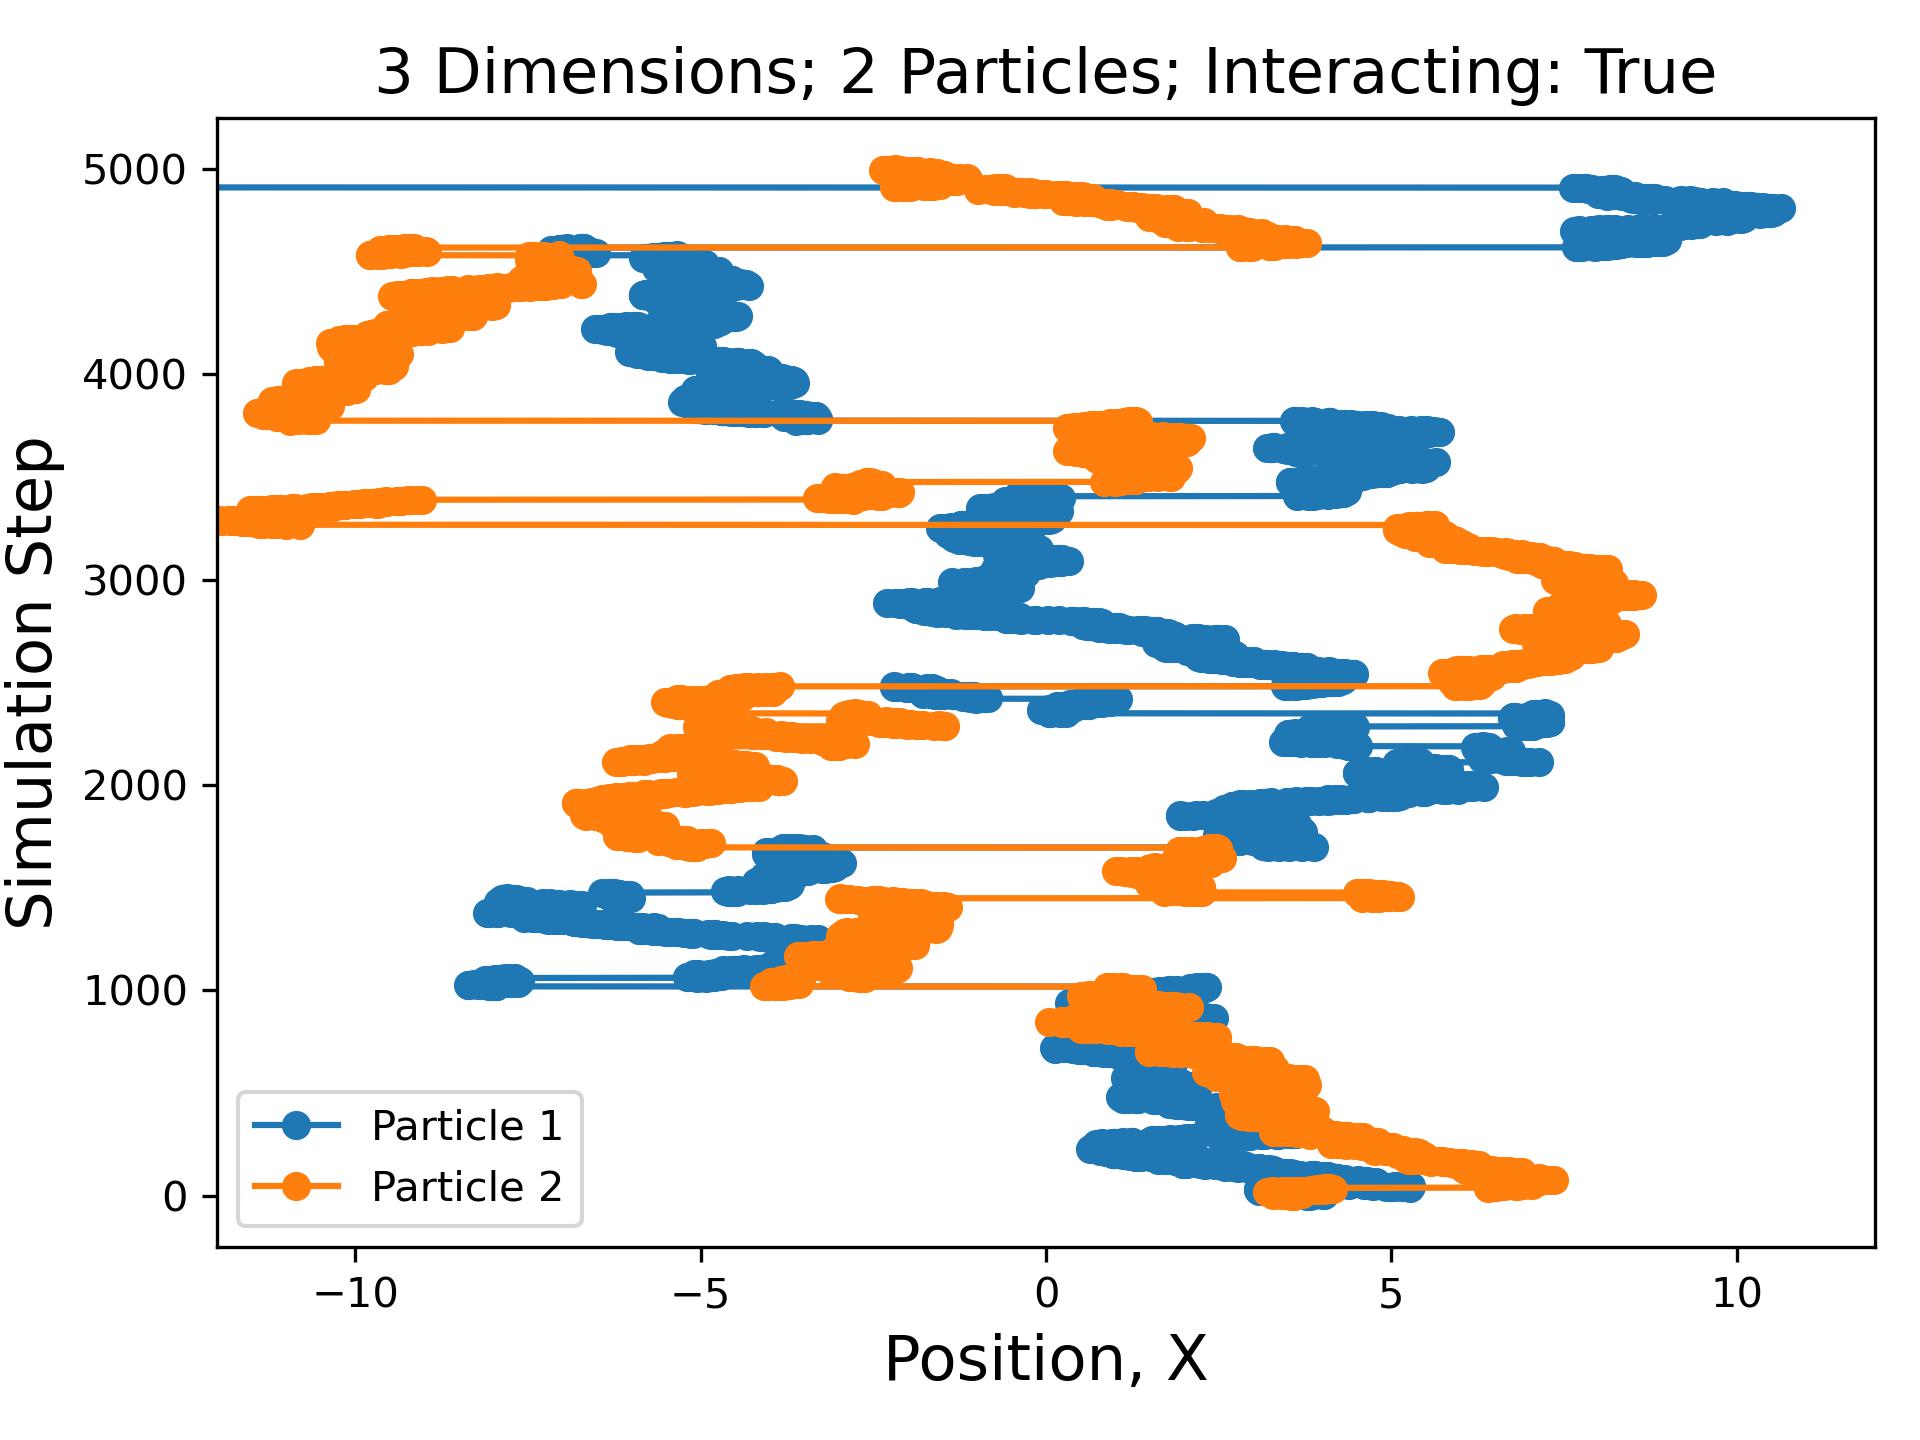 3 Dimensions; 2 Particles; Interacting: True
Simulation Step
5000
4000
3000
2000
1000
0
Particle 1
Particle 2
−10
−5
0
5
10
Position, X